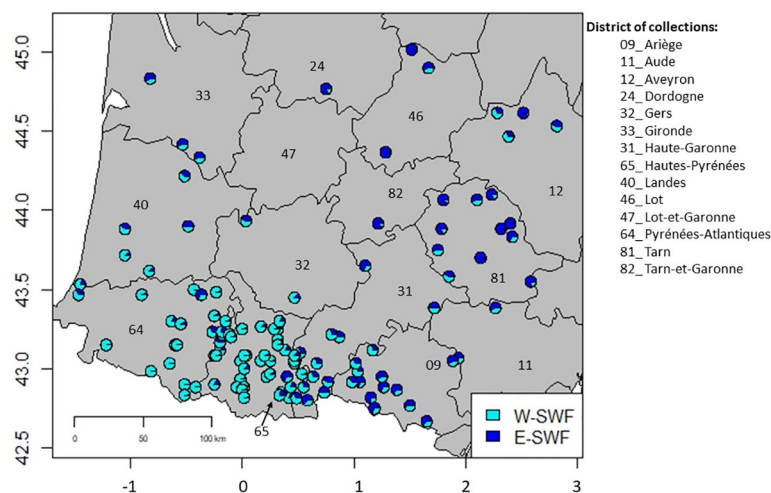 District of collections:
09_ Ariège
11_ Aude
12_ Aveyron
24_ Dordogne
32_ Gers
33_ Gironde
31_ Haute-Garonne
65_ Hautes-Pyrénées
40_ Landes
46_ Lot
47_ Lot-et-Garonne
64_ Pyrénées-Atlantiques
81_ Tarn
82_ Tarn-et-Garonne
45.0
44.5
44.0
43.5
43.0
42.5
24
33
46
47
82
12
40
32
31
81
64
09
11
65
0 50 100 km
W-SWF
E-SWF
-1 0 1 2 3